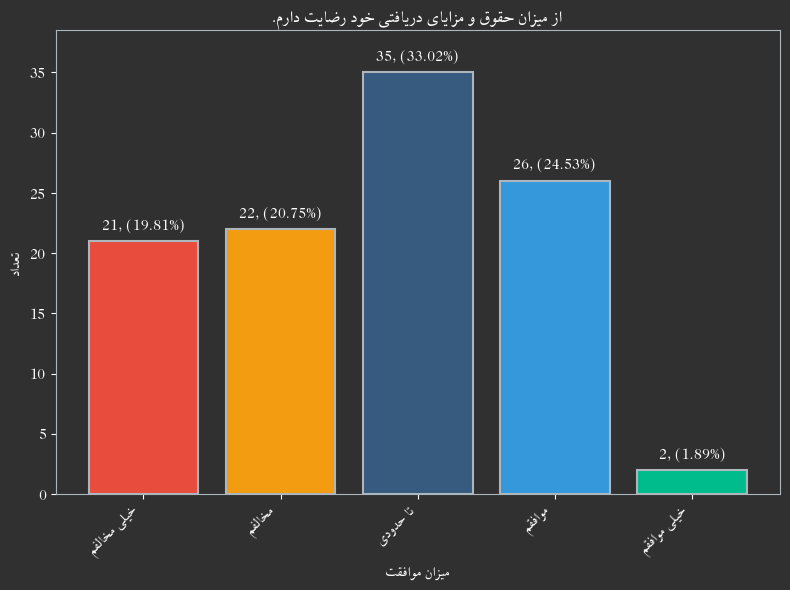 از میزان حقوق و مزایای دریافتی خود رضایت دارم.
35, (33.02%)
26, (24.53%)
22, (20.75%)
21, (19.81%)
2, (1.89%)
35
30
25
20
15
10
5
0
تعداد
خیلی مخالفم
مخالفم
تا حدودی
موافقم
خیلی موافقم
میزان موافقت